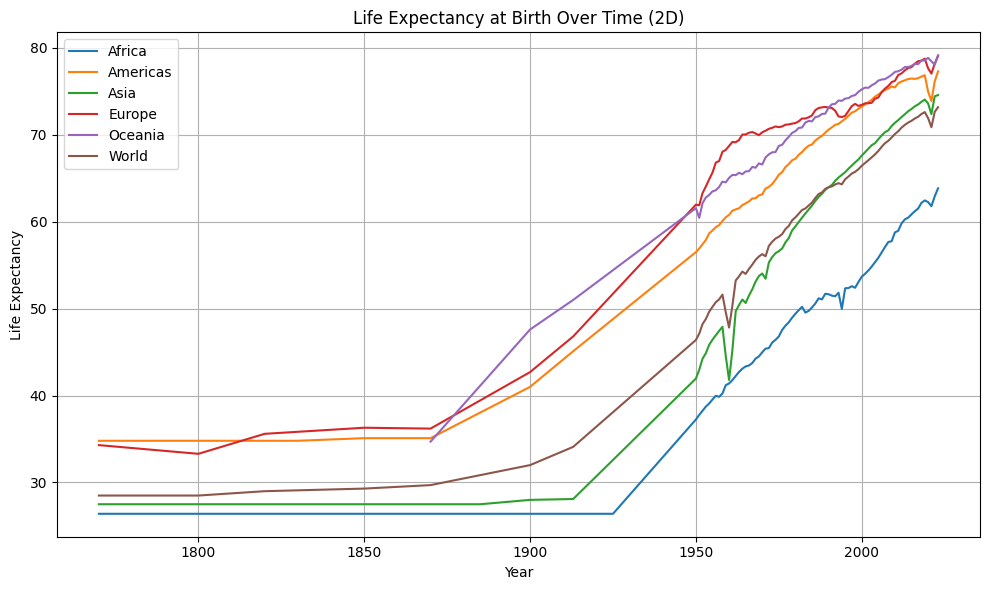 Life Expectancy at Birth Over Time (2D)
Africa
Americas
Asia
Europe
Oceania
World
80
70
60
50
40
30
Life Expectancy
1800 1850 1900 1950 2000
Year